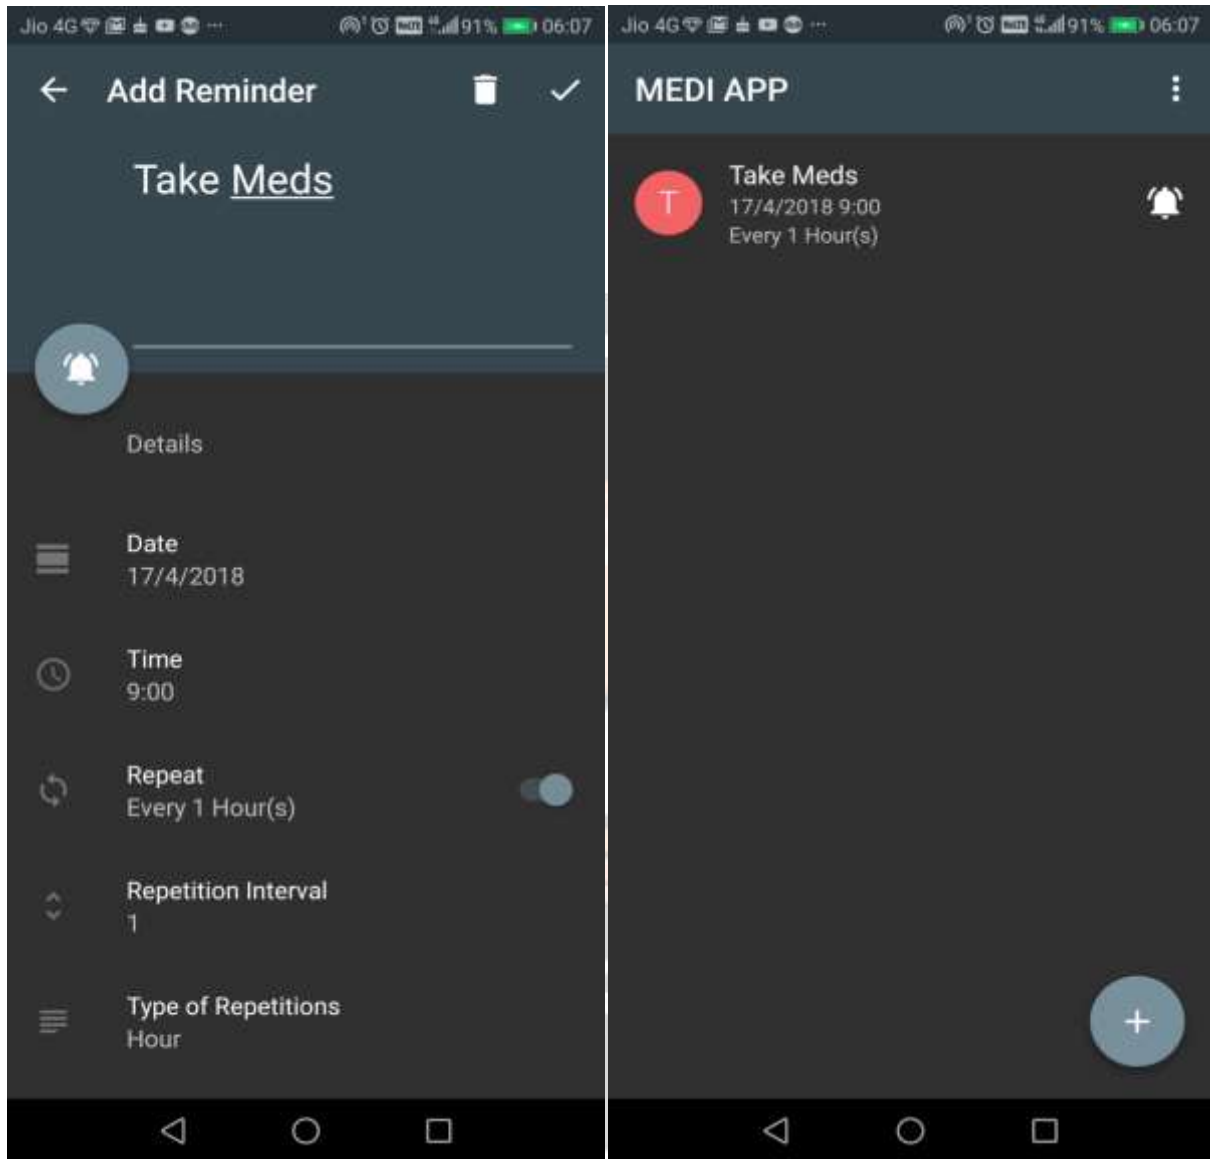 Jio 4G 91% 06:07
Add Reminder
Take Meds
Details
Date
17/4/2018
Time
9:00
Repeat
Every 1 Hour(s)
Repetition Interval
1
Type of Repetitions
Hour
Jio 4G 91% 06:07
MEDI APP
T
Take Meds
17/4/2018 9:00
Every 1 Hour(s)